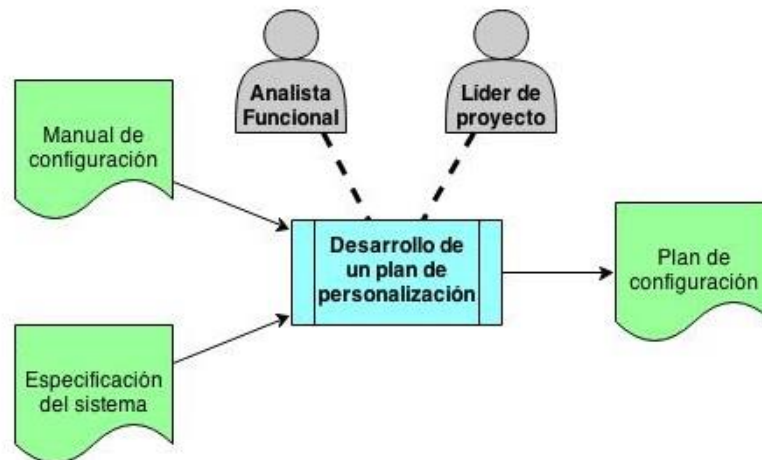 Analista
Funcional
Líder de
proyecto
Manual de
configuración
Desarrollo de
un plan de
personalización
Plan de
configuración
Especificación
del sistema